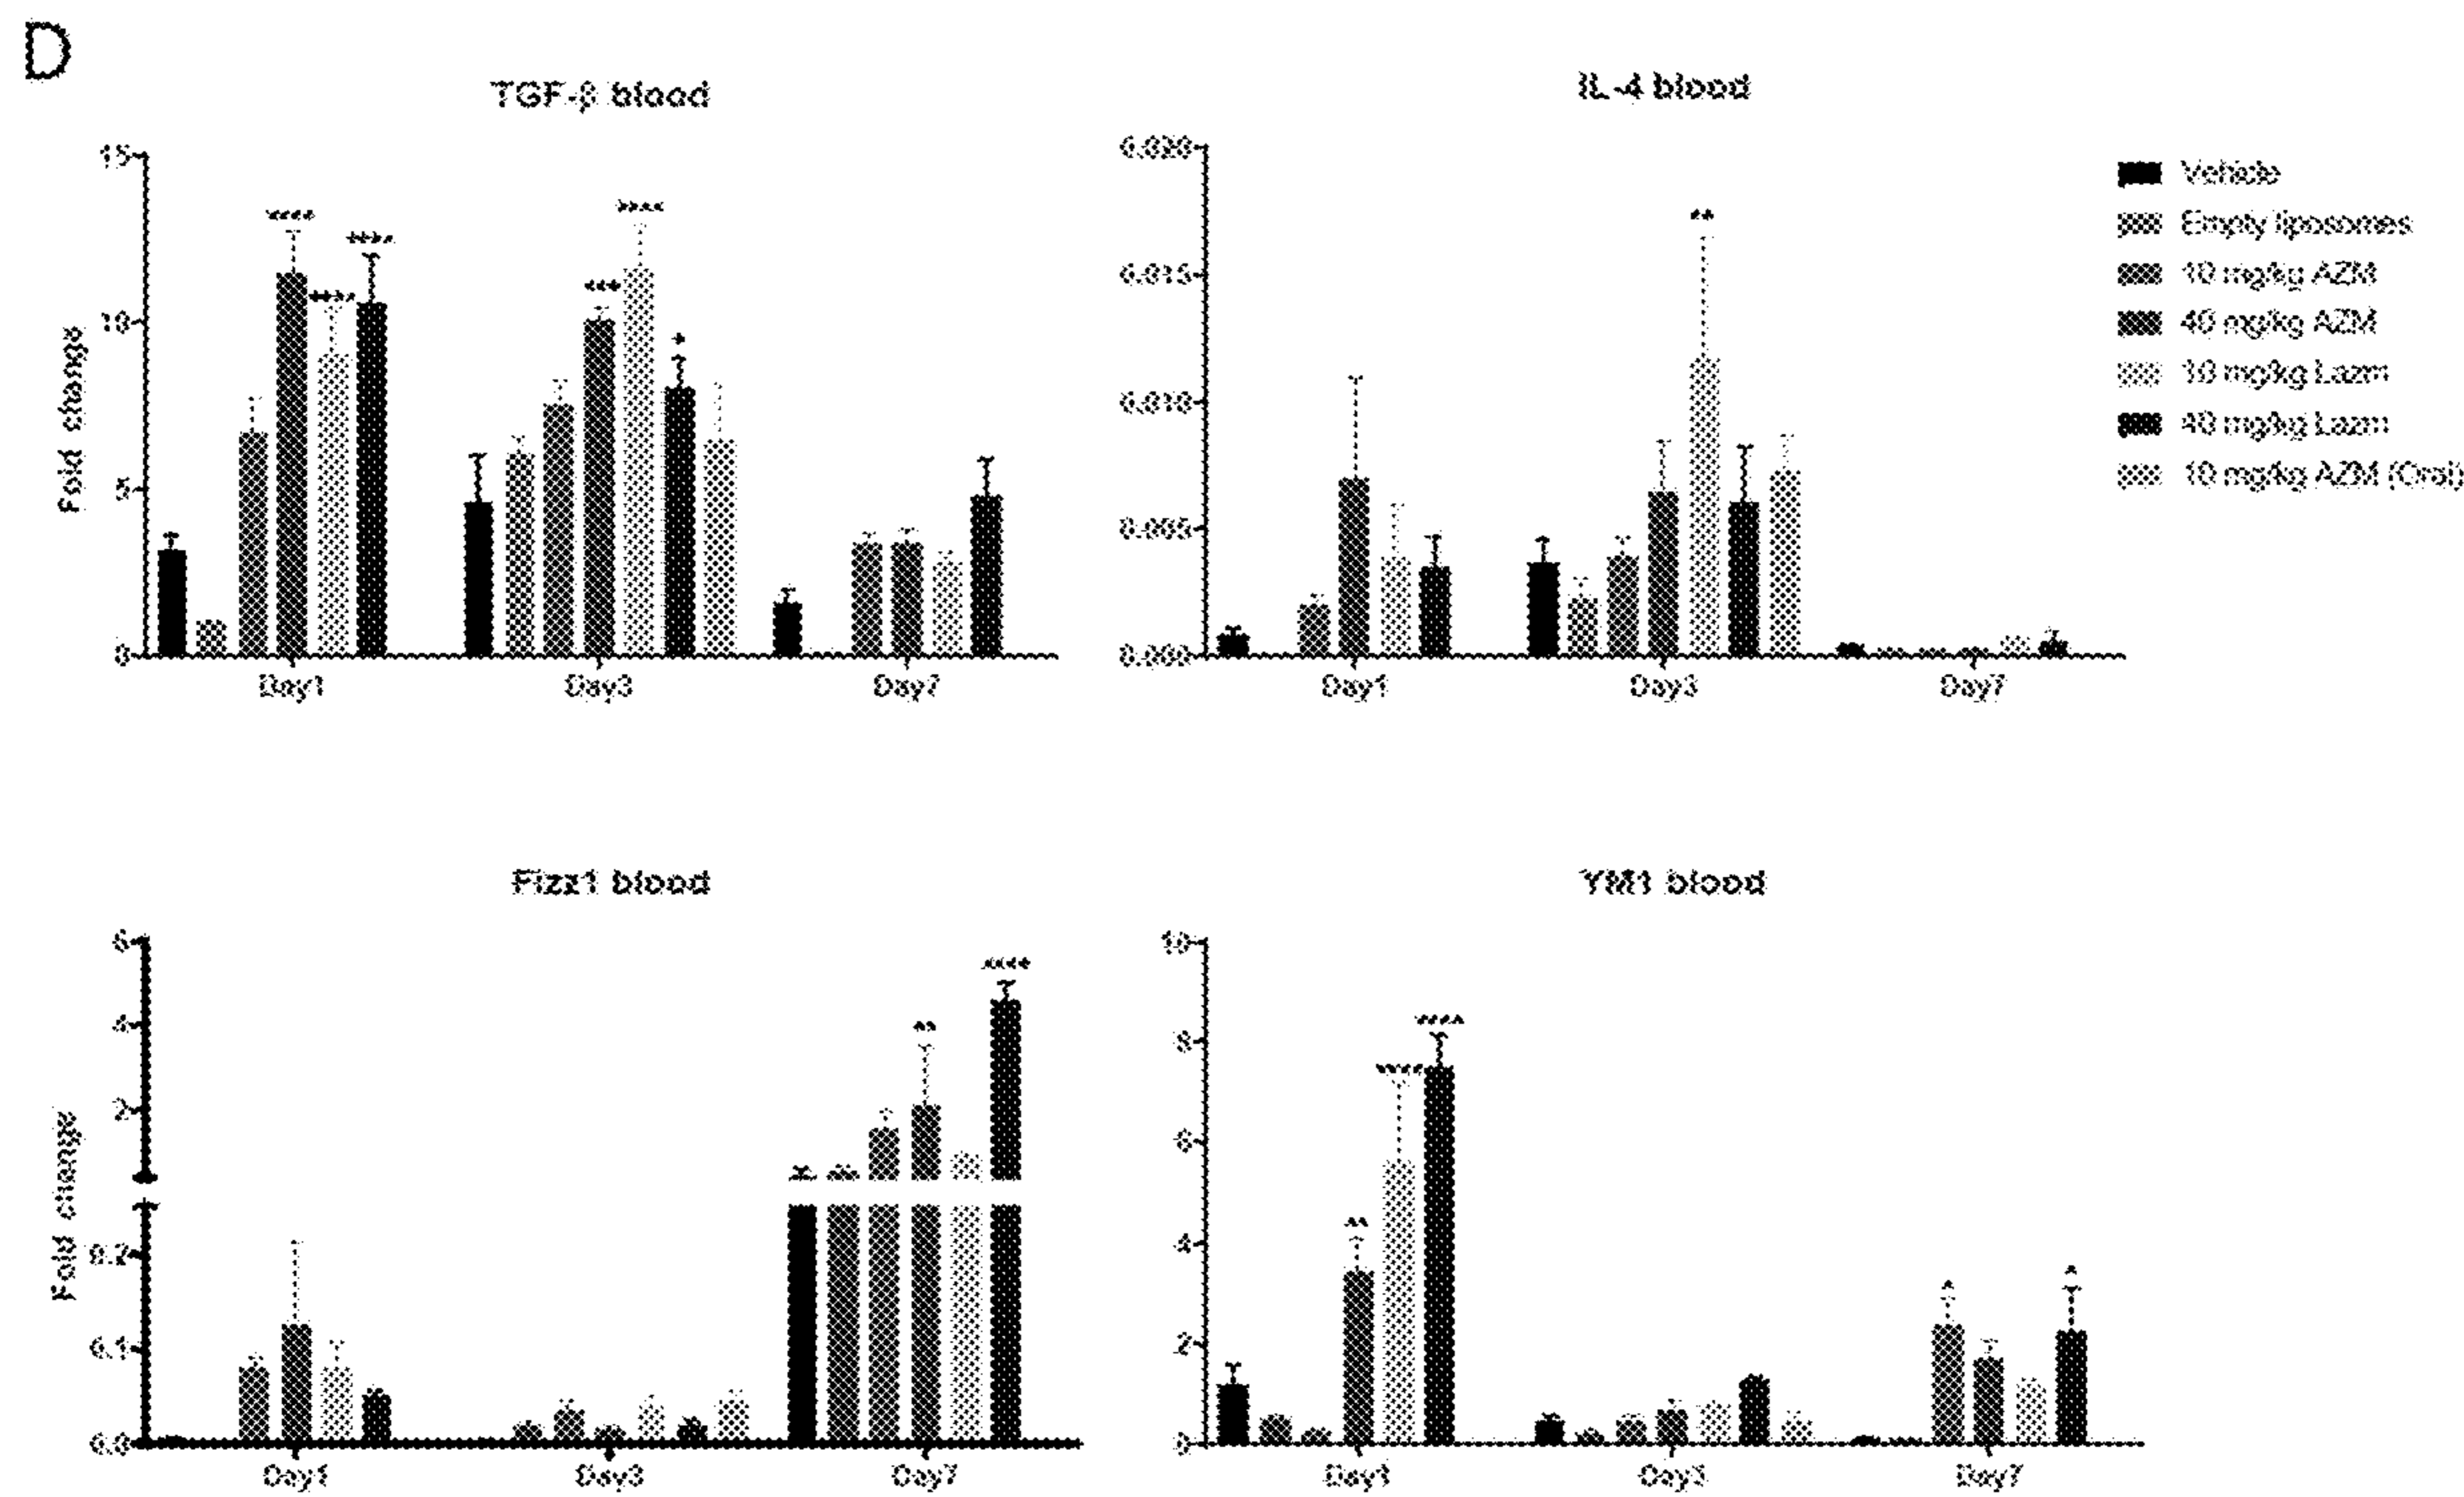 D
TGF-β blood
15
10
5
0
Fold change
Day1
Day3
Day7
IL-4 blood
0.020
0.015
0.010
0.005
0.000
Day1
Day3
Day7
Vehicle
Empty liposomes
10 mg/kg AZM
40 mg/kg AZM
10 mg/kg Lazm
40 mg/kg Lazm
10 mg/kg AZM (Oral)
Fizz1 blood
6
4
2
0.2
0.1
0.0
Fold change
Day1
Day3
Day7
YM1 blood
10
8
6
4
2
0
Day1
Day3
Day7